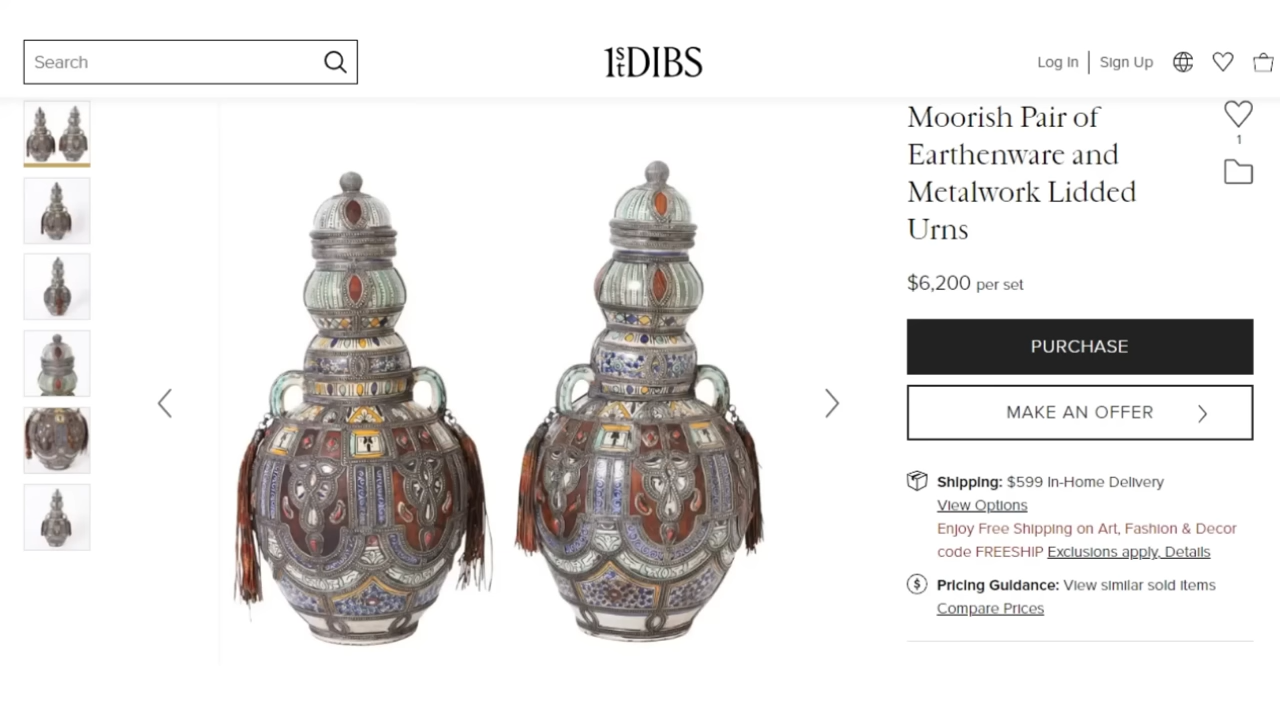 Search
1stDIBS
Log In | Sign Up
Moorish Pair of
Earthenware and
Metalwork Lidded
Urns
1
$6,200 per set
PURCHASE
MAKE AN OFFER
Shipping: $599 In-Home Delivery
View Options
Enjoy Free Shipping on Art, Fashion & Decor
code FREESHIP Exclusions apply, Details
$ Pricing Guidance: View similar sold items
Compare Prices